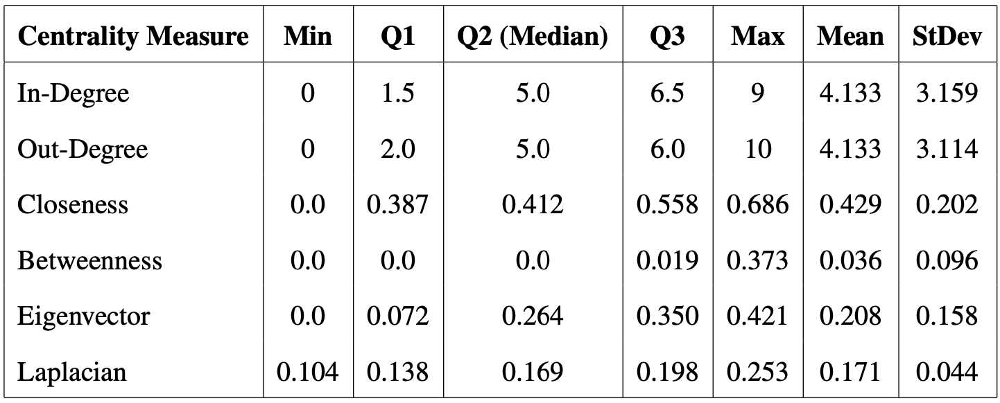 Centrality Measure Min Q1 Q2 (Median) Q3 Max Mean StDev
In-Degree 0 1.5 5.0 6.5 9 4.133 3.159
Out-Degree 0 2.0 5.0 6.0 10 4.133 3.114
Closeness 0.0 0.387 0.412 0.558 0.686 0.429 0.202
Betweenness 0.0 0.0 0.0 0.019 0.373 0.036 0.096
Eigenvector 0.0 0.072 0.264 0.350 0.421 0.208 0.158
Laplacian 0.104 0.138 0.169 0.198 0.253 0.171 0.044